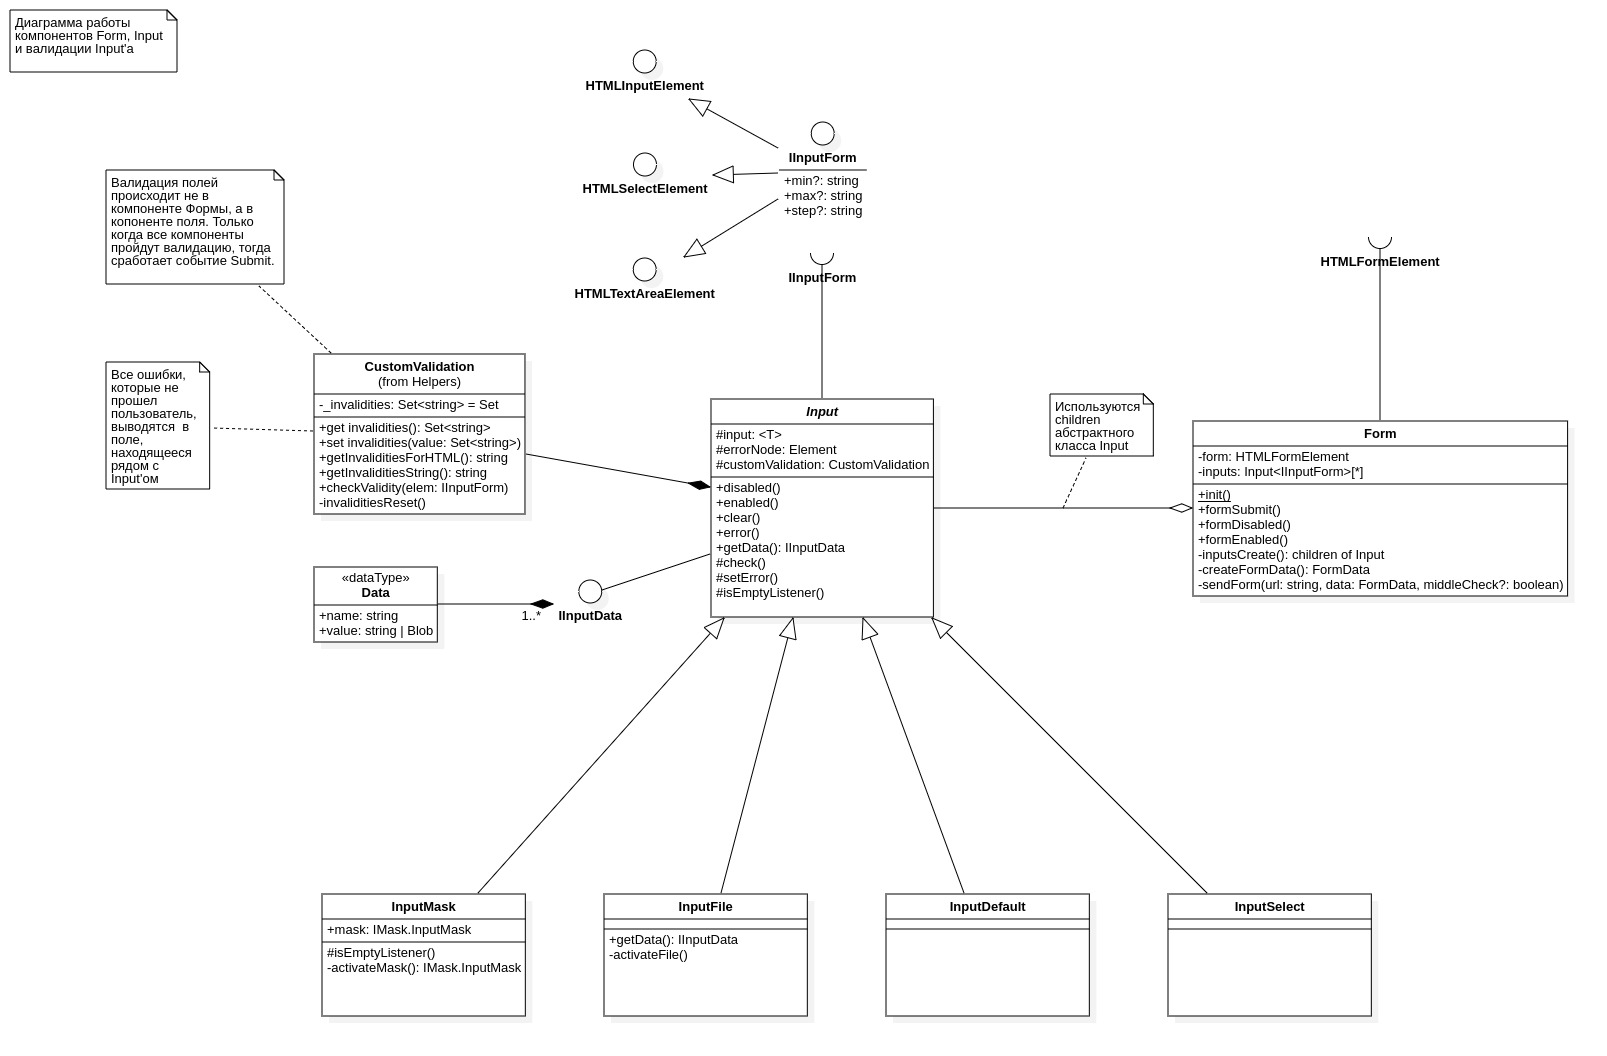 Диаграмма работы
компонентов Form, Input
и валидации Input'а
HTMLInputElement
IInputForm
+min?: string
+max?: string
+step?: string
HTMLSelectElement
HTMLTextAreaElement
IInputForm
HTMLFormElement
Валидация полей
происходит не в
компоненте Формы, а в
копоненте поля. Только
когда все компоненты
пройдут валидацию, тогда
сработает событие Submit.
Все ошибки,
которые не
прошел
пользователь,
выводятся в
поле,
находящееся
рядом с
Input'ом
CustomValidation
(from Helpers)
-_invalidities: Set<string> = Set
+get invalidities(): Set<string>
+set invalidities(value: Set<string>)
+getInvaliditiesForHTML(): string
+getInvaliditiesString(): string
+checkValidity(elem: IInputForm)
-invaliditiesReset()
Input
#input: <T>
#errorNode: Element
#customValidation: CustomValidation
+disabled()
+enabled()
+clear()
+error()
+getData(): IInputData
#check()
#setError()
#isEmptyListener()
Используются
children
абстрактного
класса Input
Form
-form: HTMLFormElement
-inputs: Input<IInputForm>[*]
+init()
+formSubmit()
+formDisabled()
+formEnabled()
-inputsCreate(): children of Input
-createFormData(): FormData
-sendForm(url: string, data: FormData, middleCheck?: boolean)
«dataType»
Data
+name: string
+value: string | Blob
1..*
IInputData
InputMask
+mask: IMask.InputMask
#isEmptyListener()
-activateMask(): IMask.InputMask
InputFile
+getData(): IInputData
-activateFile()
InputDefault
InputSelect